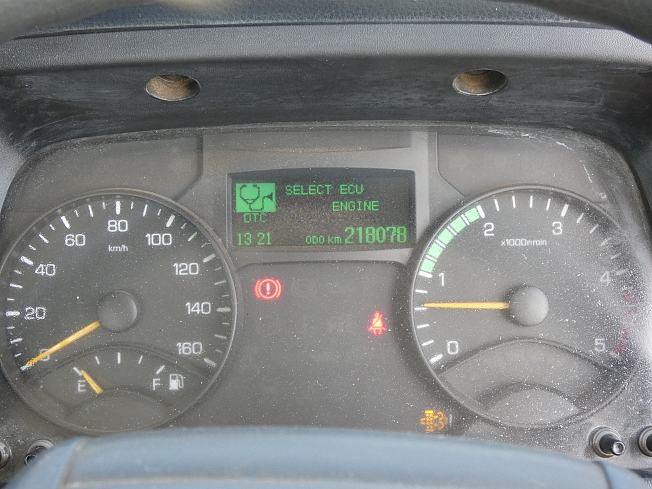 SELECT ECU
ENGINE
DTC
13 21 ODO km 218078
0 20 40 60 80 100 120 140 160
km/h
E F
0 1 2 3 4 5
x1000r/min